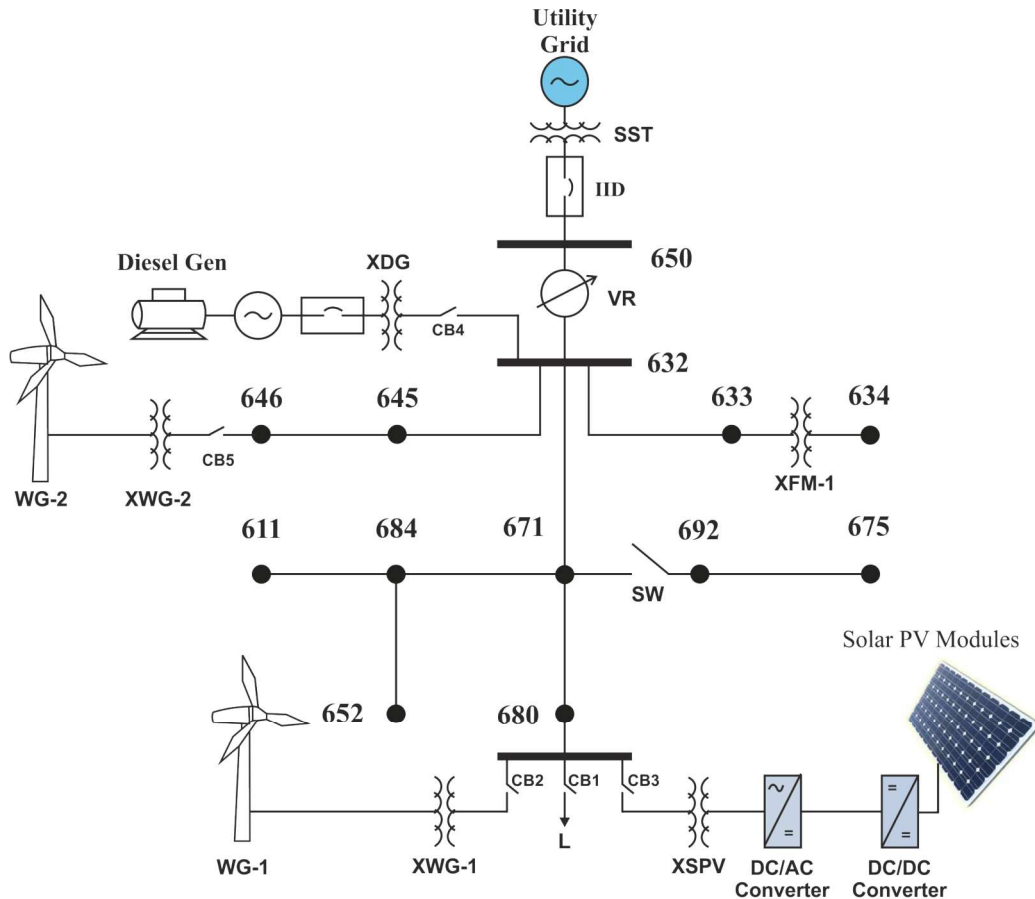 Utility
Grid
SST
IID
650
Diesel Gen
XDG
VR
CB4
632
646
645
633
634
CB5
XFM-1
WG-2
XWG-2
611
684
671
692
675
SW
Solar PV Modules
652
680
CB2
CB1
CB3
L
WG-1
XWG-1
XSPV
DC/AC
Converter
DC/DC
Converter